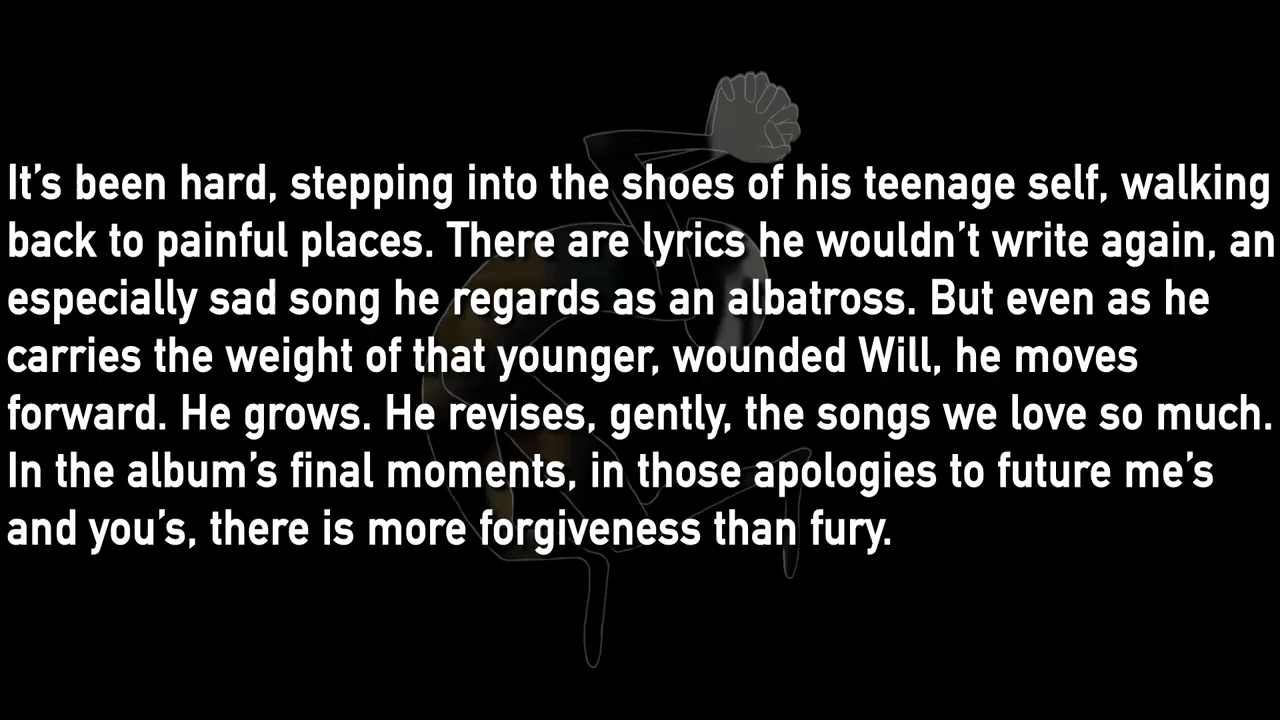 It’s been hard, stepping into the shoes of his teenage self, walking
back to painful places. There are lyrics he wouldn’t write again, an
especially sad song he regards as an albatross. But even as he
carries the weight of that younger, wounded Will, he moves
forward. He grows. He revises, gently, the songs we love so much.
In the album’s final moments, in those apologies to future me’s
and you’s, there is more forgiveness than fury.